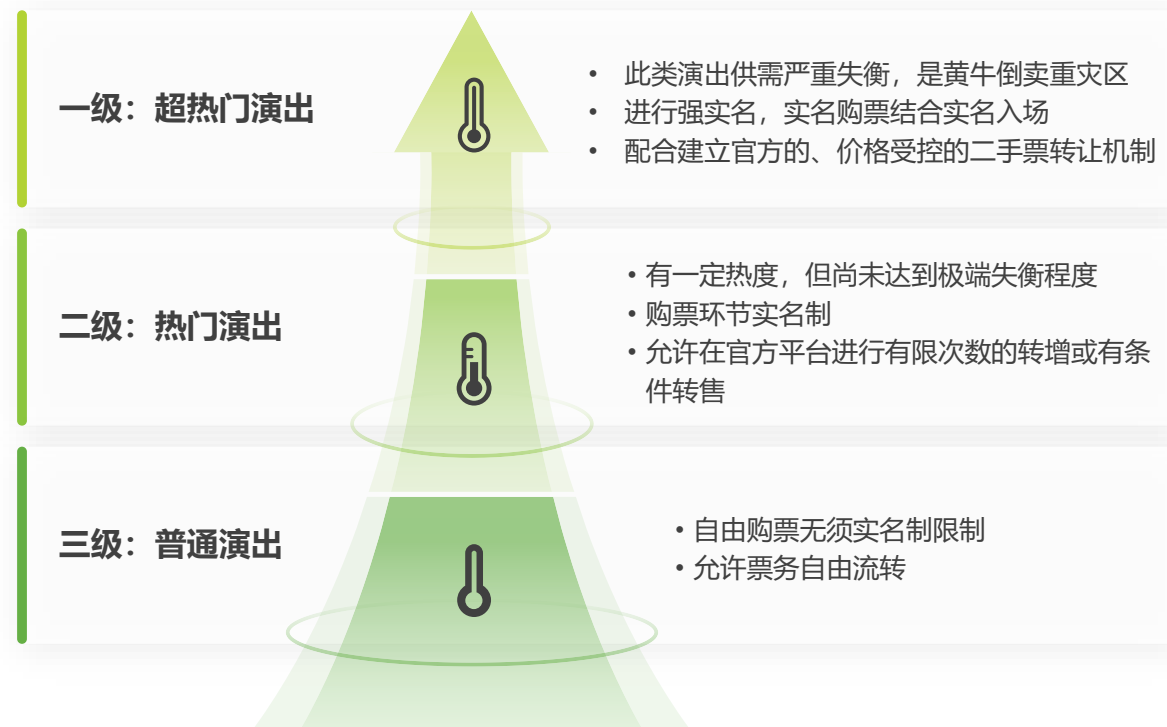 一级：超热门演出
• 此类演出供需严重失衡，是黄牛倒卖重灾区
• 进行强实名，实名购票结合实名入场
• 配合建立官方的、价格受控的二手票转让机制
二级：热门演出
• 有一定热度，但尚未达到极端失衡程度
• 购票环节实名制
• 允许在官方平台进行有限次数的转增或有条
件转售
三级：普通演出
• 自由购票无须实名制限制
• 允许票务自由流转